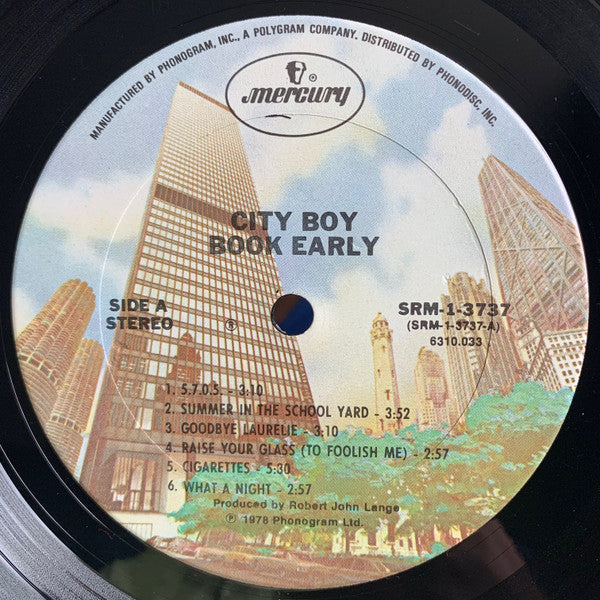 MANUFACTURED BY PHONOGRAM, INC., A POLYGRAM COMPANY. DISTRIBUTED BY PHONODISC, INC.
®
mercury
CITY BOY
BOOK EARLY
SIDE A
STEREO
℗
SRM-1-3737
(SRM-1-3737-A)
6310.033
1. 5.7.0.5. - 3:10
2. SUMMER IN THE SCHOOL YARD - 3:52
3. GOODBYE LAURELIE - 3:10
4. RAISE YOUR GLASS (TO FOOLISH ME) - 2:57
5. CIGARETTES - 5:30
6. WHAT A NIGHT - 2:57
Produced by Robert John Lange
℗ 1978 Phonogram Ltd.